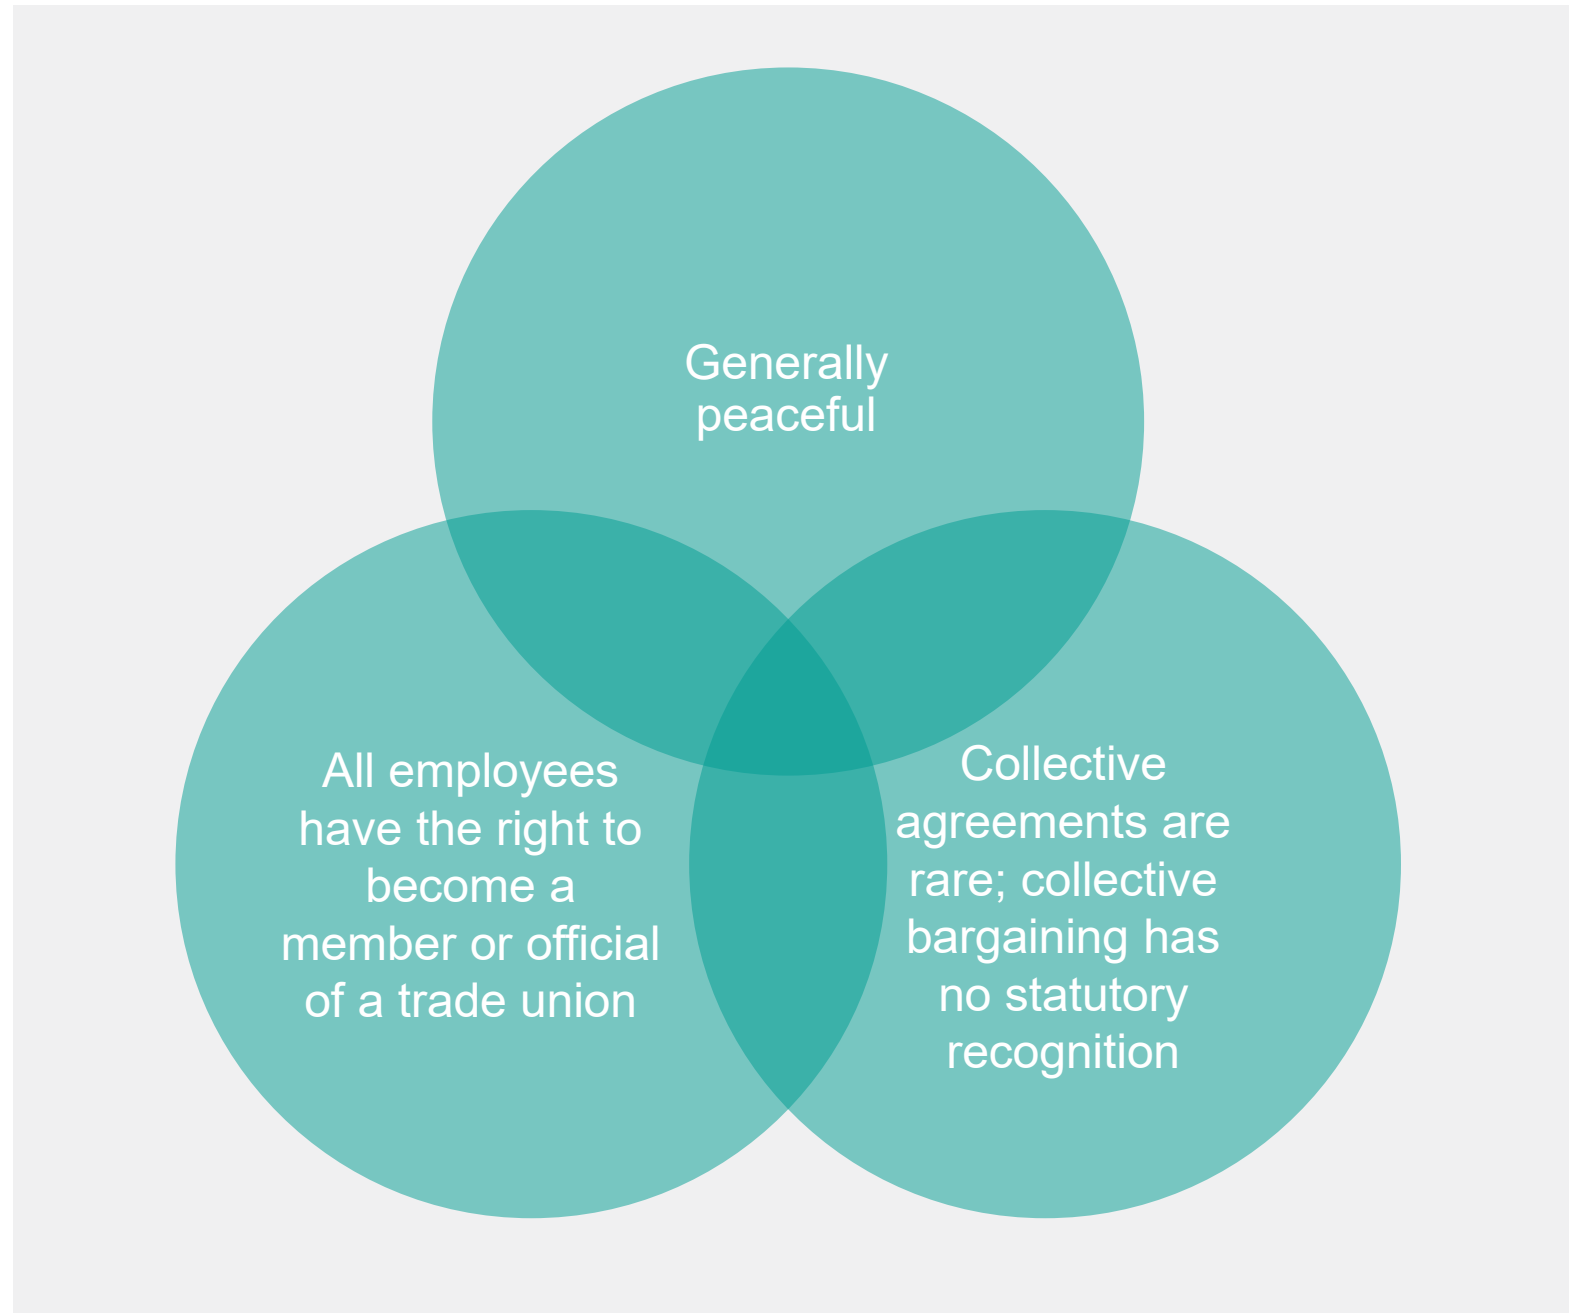 Generally
peaceful
All employees
have the right to
become a
member or official
of a trade union
Collective
agreements are
rare; collective
bargaining has
no statutory
recognition